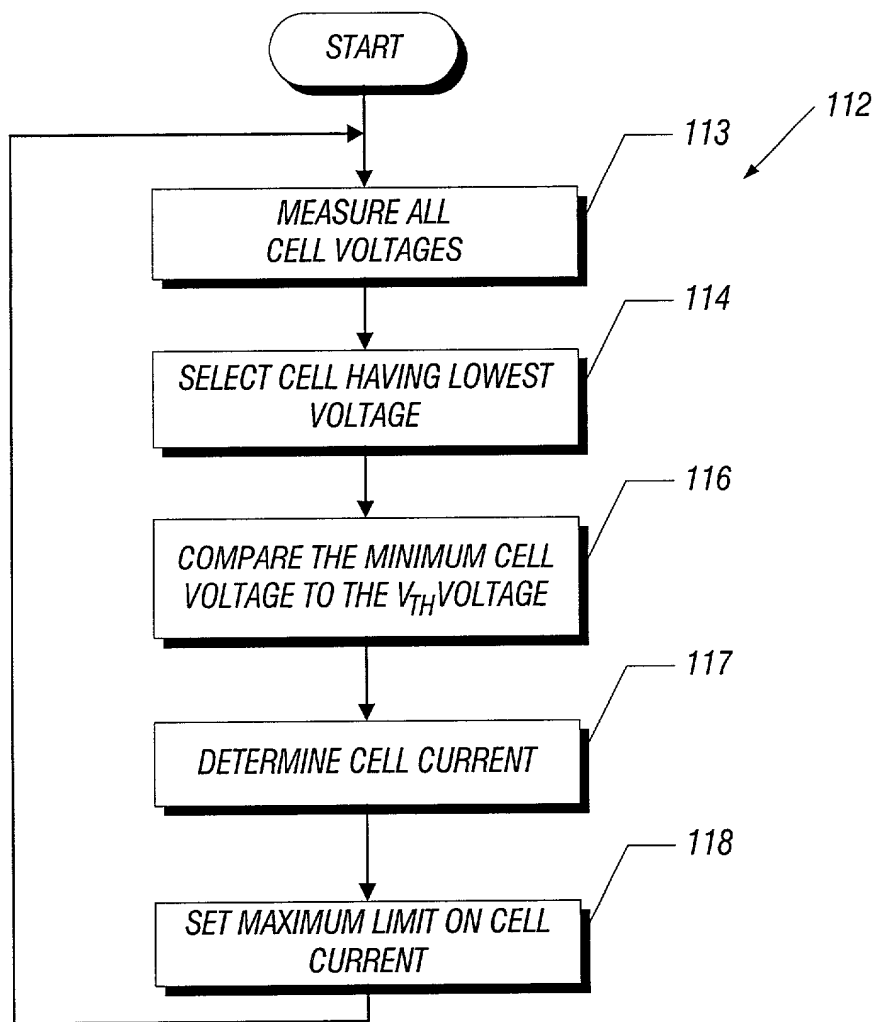 START
112
113
MEASURE ALL
CELL VOLTAGES
114
SELECT CELL HAVING LOWEST
VOLTAGE
116
COMPARE THE MINIMUM CELL
VOLTAGE TO THE VTH VOLTAGE
117
DETERMINE CELL CURRENT
118
SET MAXIMUM LIMIT ON CELL
CURRENT